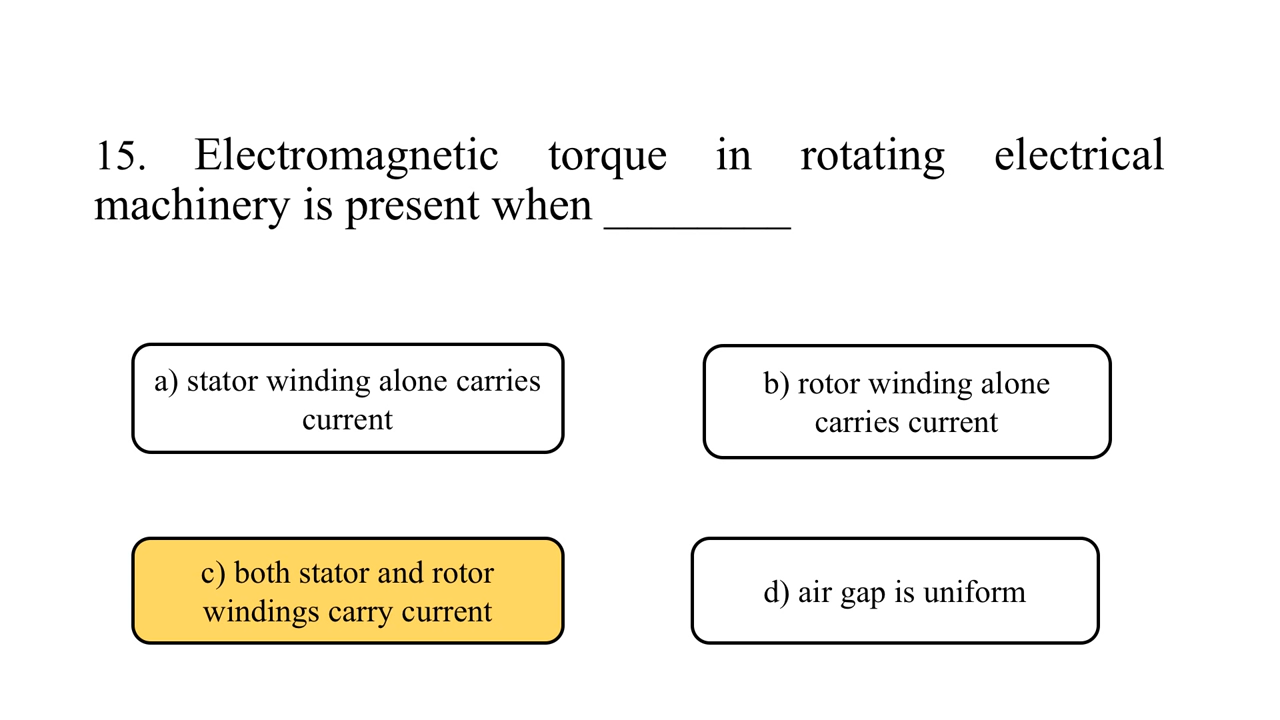 15. Electromagnetic torque in rotating electrical
machinery is present when ________
a) stator winding alone carries
current
b) rotor winding alone
carries current
c) both stator and rotor
windings carry current
d) air gap is uniform